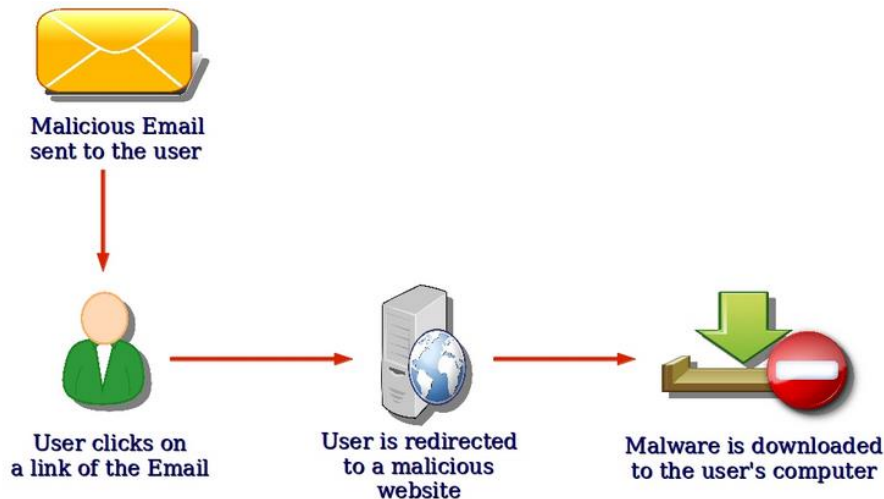 Malicious Email
sent to the user
User clicks on
a link of the Email
User is redirected
to a malicious
website
Malware is downloaded
to the user's computer